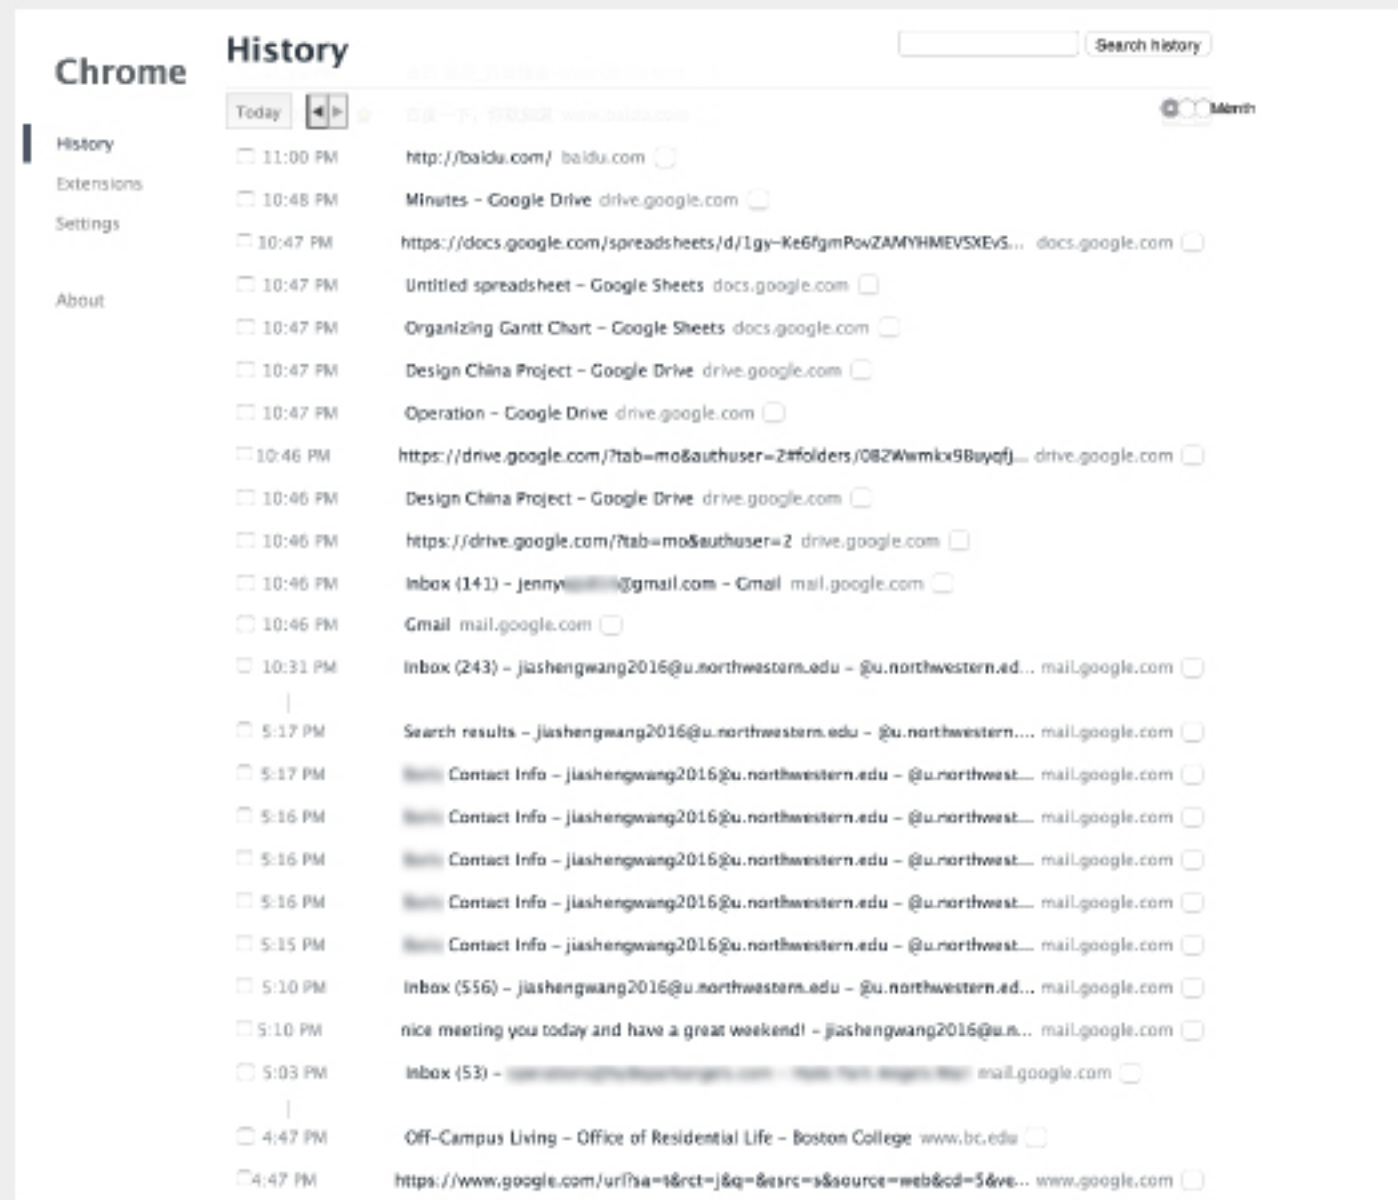 Chrome
History
Search history
Today
Month
History
Extensions
Settings
About
11:00 PM http://baidu.com/ baidu.com
10:48 PM Minutes – Google Drive drive.google.com
10:47 PM https://docs.google.com/spreadsheets/d/1gy-Ke6fgmPovZAMYHMEVSXEvS... docs.google.com
10:47 PM Untitled spreadsheet – Google Sheets docs.google.com
10:47 PM Organizing Gantt Chart – Google Sheets docs.google.com
10:47 PM Design China Project – Google Drive drive.google.com
10:47 PM Operation – Google Drive drive.google.com
10:46 PM https://drive.google.com/?tab=mo&authuser=2#folders/0B2Wwmkx9Buyqfj... drive.google.com
10:46 PM Design China Project – Google Drive drive.google.com
10:46 PM https://drive.google.com/?tab=mo&authuser=2 drive.google.com
10:46 PM Inbox (141) – jenny @gmail.com – Gmail mail.google.com
10:46 PM Gmail mail.google.com
10:31 PM Inbox (243) – jiashengwang2016@u.northwestern.edu – @u.northwestern.ed... mail.google.com
5:17 PM Search results – jiashengwang2016@u.northwestern.edu – @u.northwestern.... mail.google.com
5:17 PM Contact Info – jiashengwang2016@u.northwestern.edu – @u.northwest... mail.google.com
5:16 PM Contact Info – jiashengwang2016@u.northwestern.edu – @u.northwest... mail.google.com
5:16 PM Contact Info – jiashengwang2016@u.northwestern.edu – @u.northwest... mail.google.com
5:16 PM Contact Info – jiashengwang2016@u.northwestern.edu – @u.northwest... mail.google.com
5:15 PM Contact Info – jiashengwang2016@u.northwestern.edu – @u.northwest... mail.google.com
5:10 PM Inbox (556) – jiashengwang2016@u.northwestern.edu – @u.northwestern.ed... mail.google.com
5:10 PM nice meeting you today and have a great weekend! – jiashengwang2016@u.n... mail.google.com
5:03 PM Inbox (53) – mail.google.com
4:47 PM Off-Campus Living – Office of Residential Life – Boston College www.bc.edu
4:47 PM https://www.google.com/url?sa=t&rct=j&q=&esrc=s&source=web&cd=5&ve... www.google.com